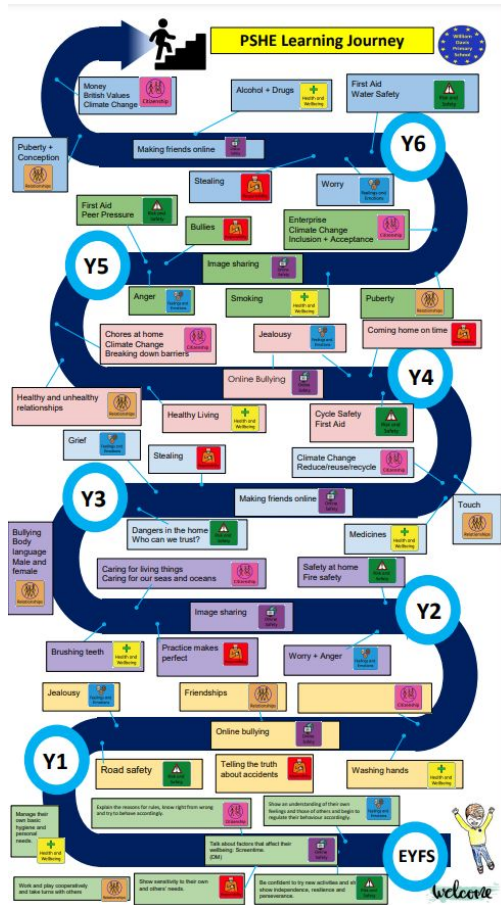 PSHE Learning Journey
William
Davis
Primary
School
Money
British Values
Climate Change
Citizenship
Alcohol + Drugs
Health and
Wellbeing
First Aid
Water Safety
Risk and
Safety
Puberty +
Conception
Relationships
Making friends online
Online
Safety
Y6
Stealing
Worry
Feelings and
Emotions
First Aid
Peer Pressure
Risk and
Safety
Bullies
Enterprise
Climate Change
Inclusion + Acceptance
Citizenship
Y5
Image sharing
Online
Safety
Anger
Feelings and
Emotions
Smoking
Health and
Wellbeing
Puberty
Relationships
Chores at home
Climate Change
Breaking down barriers
Citizenship
Jealousy
Feelings and
Emotions
Coming home on time
Online Bullying
Online
Safety
Y4
Healthy and unhealthy
relationships
Relationships
Healthy Living
Health and
Wellbeing
Cycle Safety
First Aid
Risk and
Safety
Grief
Feelings and
Emotions
Stealing
Climate Change
Reduce/reuse/recycle
Citizenship
Y3
Making friends online
Online
Safety
Touch
Relationships
Dangers in the home
Who can we trust?
Risk and
Safety
Medicines
Health and
Wellbeing
Bullying
Body
language
Male and
female
Relationships
Caring for living things
Caring for our seas and oceans
Citizenship
Safety at home
Fire safety
Risk and
Safety
Image sharing
Online
Safety
Y2
Brushing teeth
Health and
Wellbeing
Practice makes
perfect
Worry + Anger
Feelings and
Emotions
Jealousy
Feelings and
Emotions
Friendships
Relationships
Citizenship
Online bullying
Online
Safety
Y1
Road safety
Risk and
Safety
Telling the truth
about accidents
Washing hands
Health and
Wellbeing
Manage their
own basic
hygiene and
personal
needs.
Health and
Wellbeing
Explain the reasons for rules, know right from wrong
and try to behave accordingly.
Citizenship
Show an understanding of their own
feelings and those of others and begin to
regulate their behaviour accordingly.
Feelings and
Emotions
Talk about factors that affect their
wellbeing: Screentime.
(DM)
Online
Safety
EYFS
Work and play cooperatively
and take turns with others
Relationships
Show sensitivity to their own
and others' needs.
Be confident to try new activities and
show independence, resilience and
perseverance.
Risk and
Safety
welcome